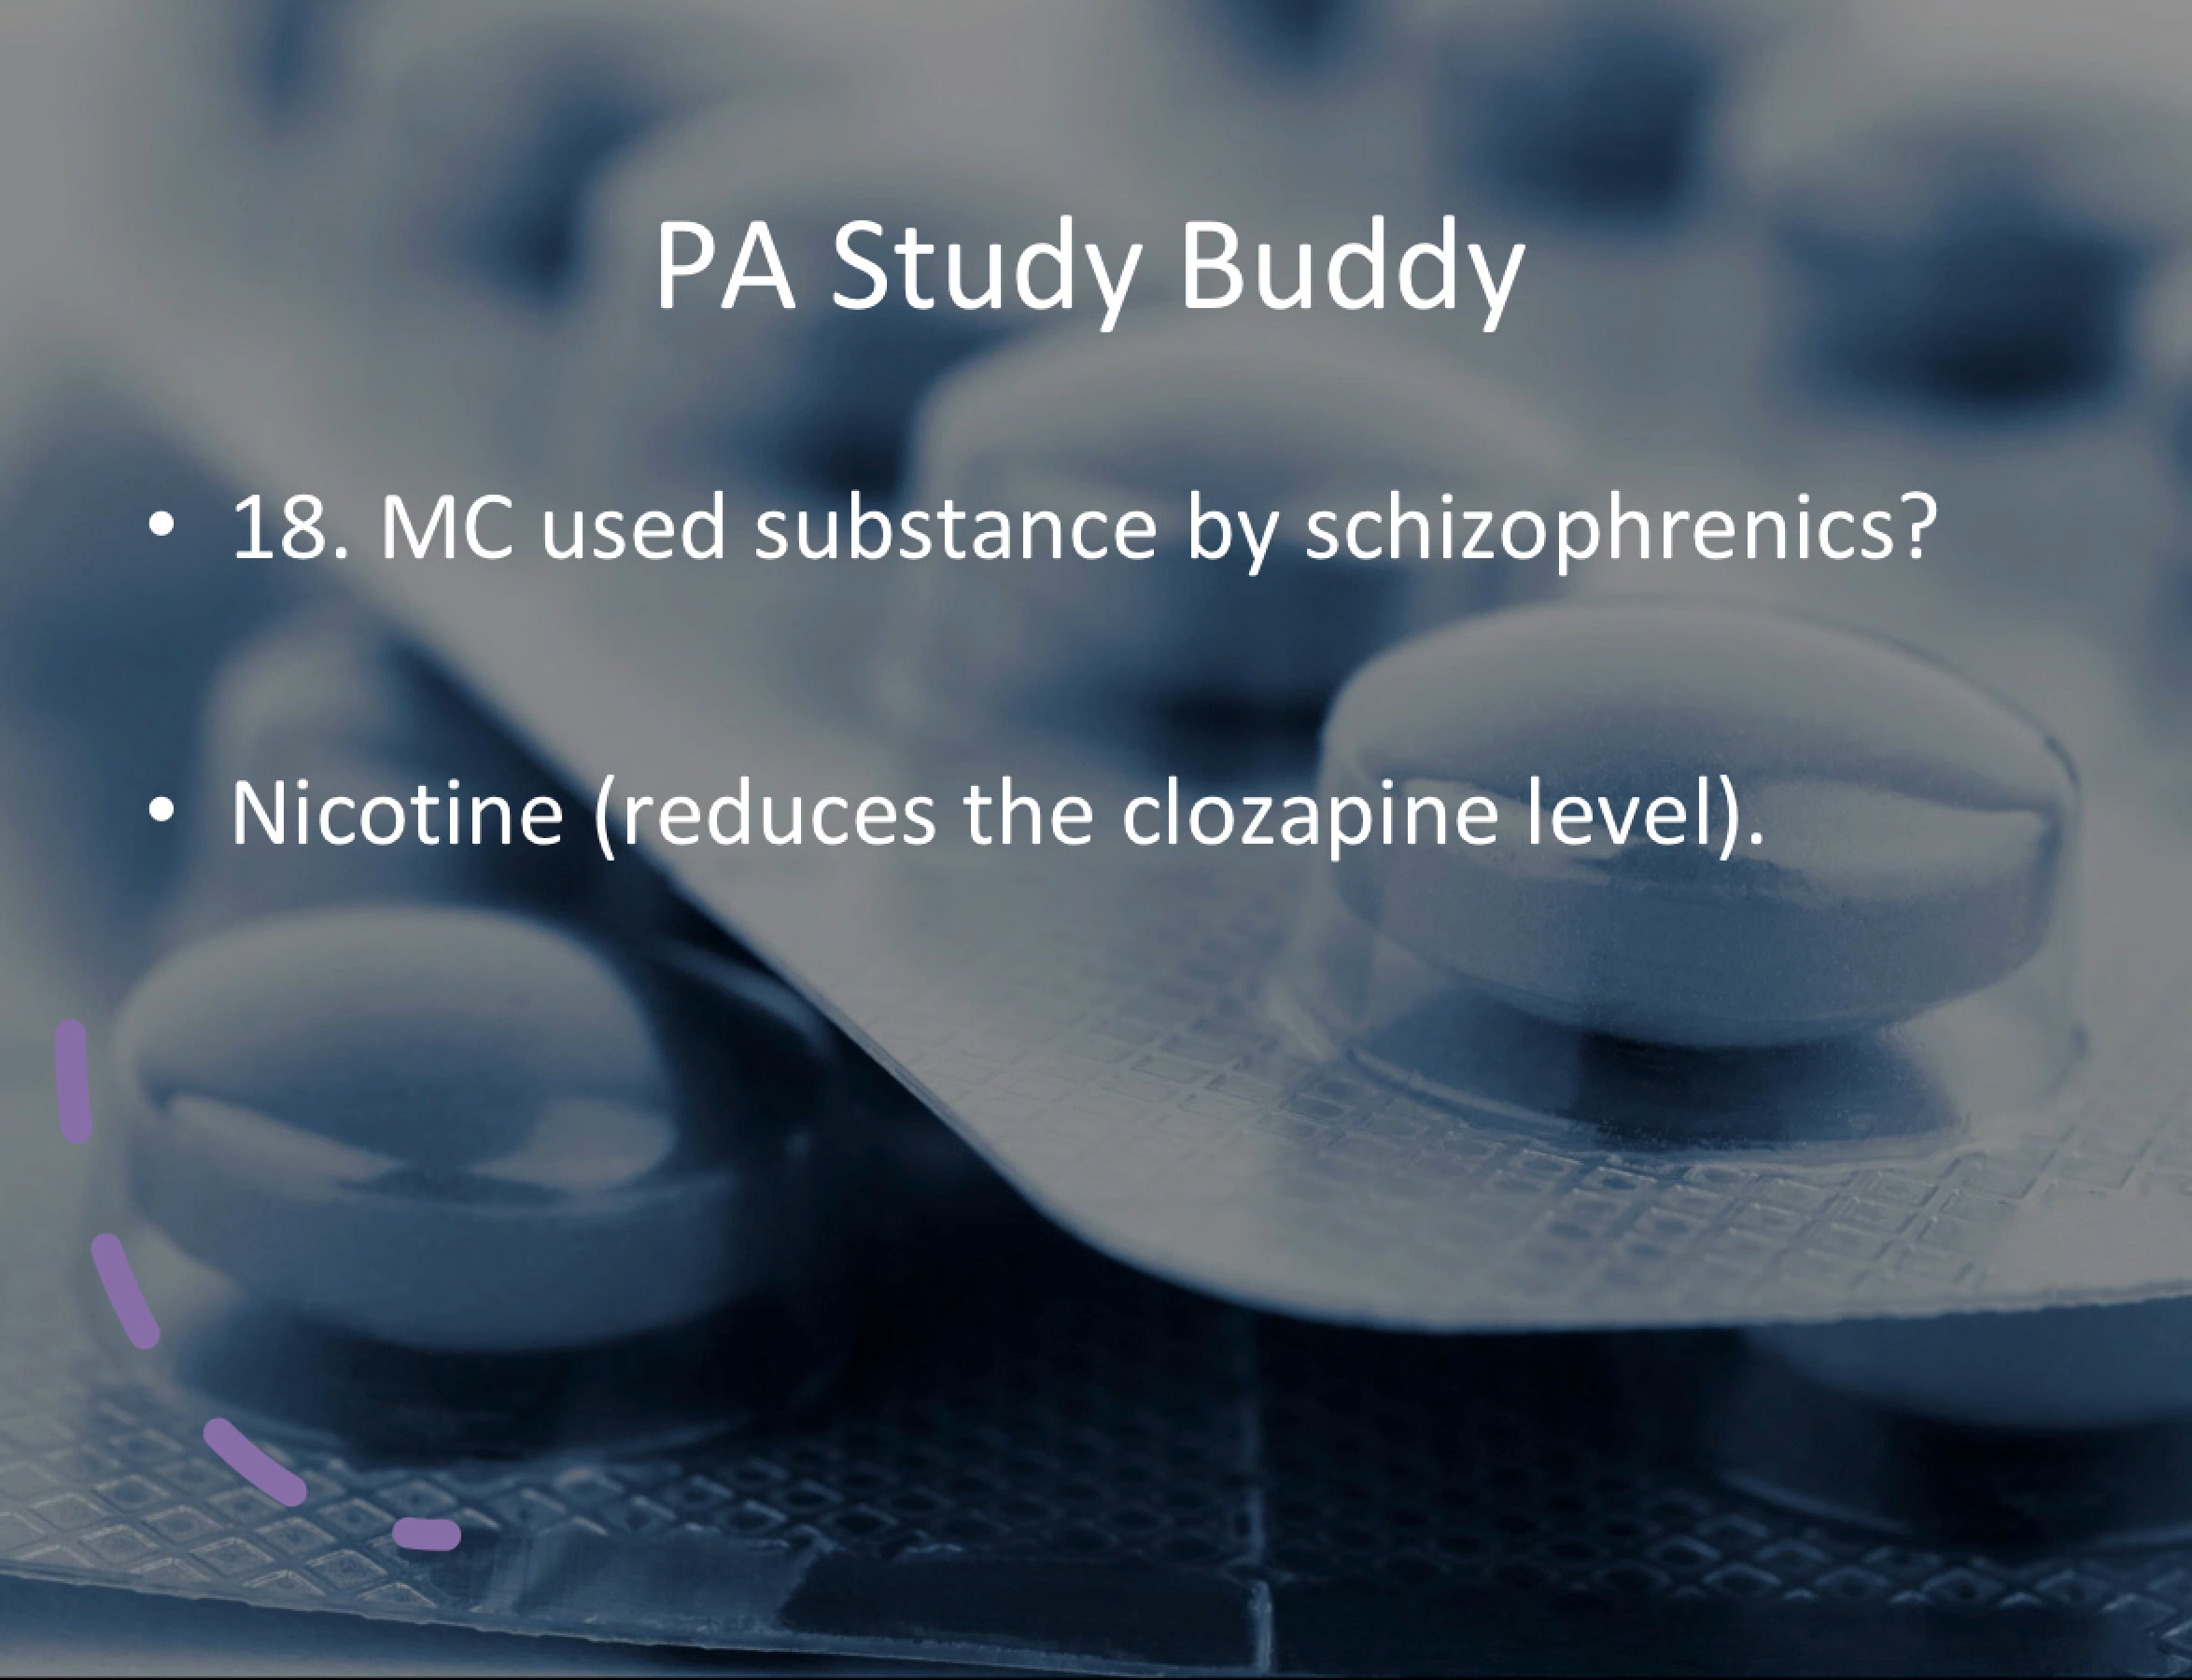 PA Study Buddy
• 18. MC used substance by schizophrenics?
• Nicotine (reduces the clozapine level).